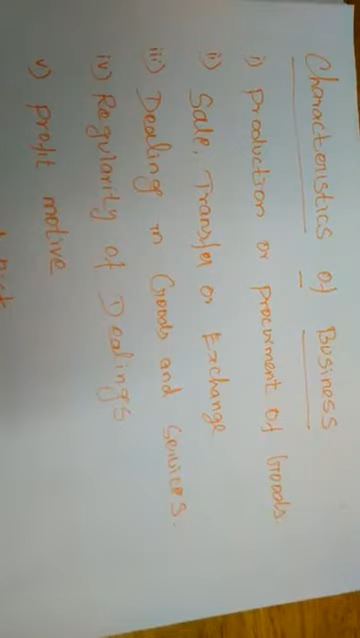 Characteristics of Business
i) Production or procurement of Goods.
ii) Sale, Transfer or Exchange
iii) Dealing in Goods and Services.
iv) Regularity of Dealings
v) profit motive